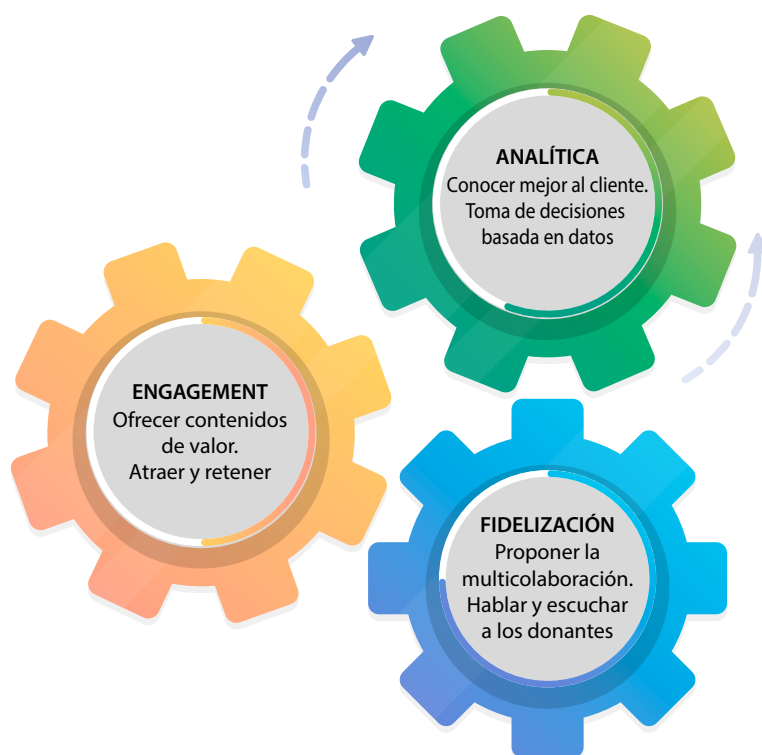 ANALÍTICA
Conocer mejor al cliente.
Toma de decisiones
basada en datos
ENGAGEMENT
Ofrecer contenidos
de valor.
Atraer y retener
FIDELIZACIÓN
Proponer la
multicolaboración.
Hablar y escuchar
a los donantes